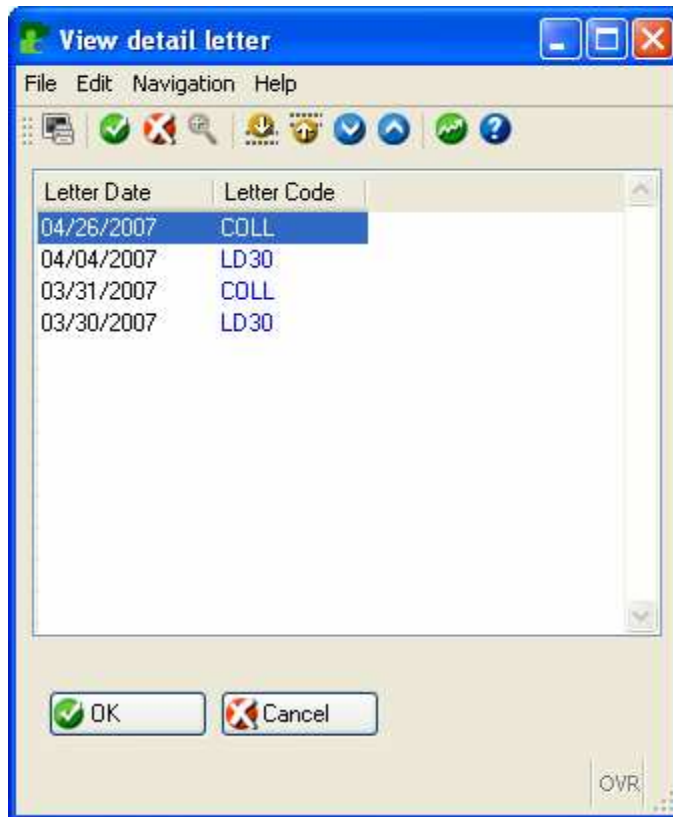 View detail letter
File Edit Navigation Help
Letter Date Letter Code
04/26/2007 COLL
04/04/2007 LD30
03/31/2007 COLL
03/30/2007 LD30
OK Cancel
OVR